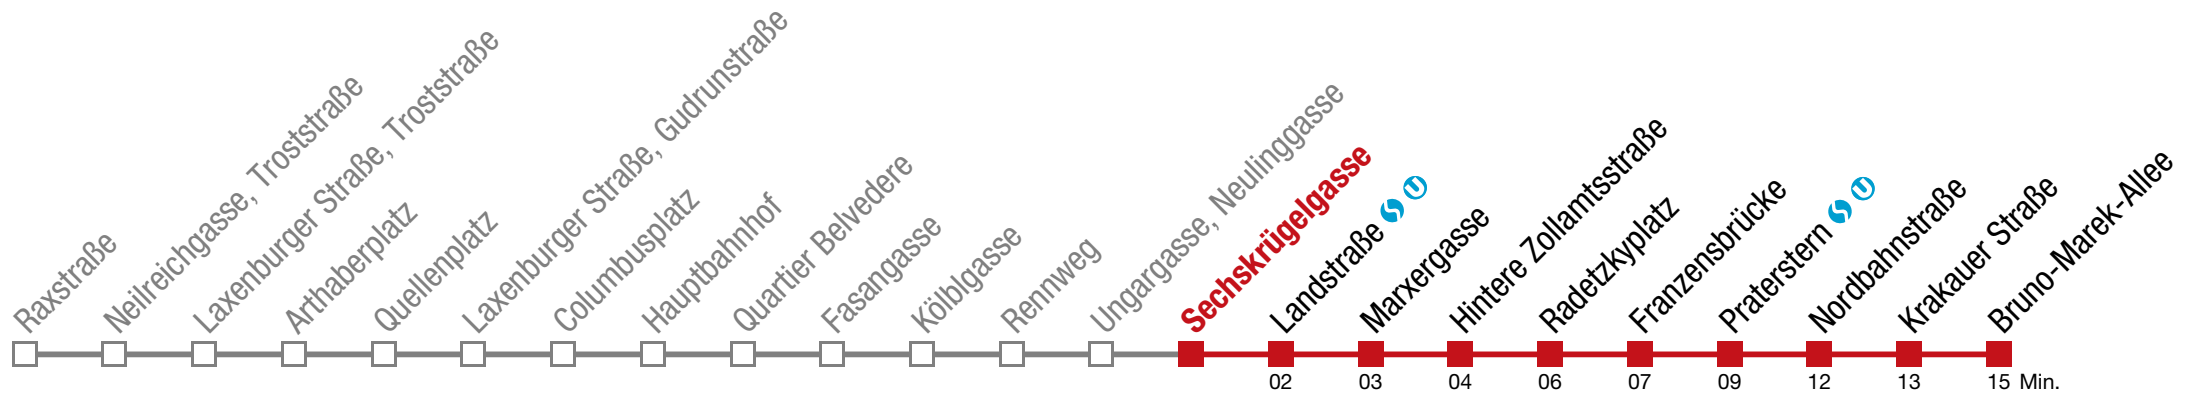 Raxstraße
Neilreichgasse, Troststraße
Laxenburger Straße, Troststraße
Arthaberplatz
Quellenplatz
Laxenburger Straße, Gudrunstraße
Columbusplatz
Hauptbahnhof
Quartier Belvedere
Fasangasse
Kölblgasse
Rennweg
Ungargasse, Neulinggasse
Sechskrügelgasse
Landstraße S U
Marxergasse
Hintere Zollamtsstraße
Radetzkyplatz
Franzensbrücke
Praterstern S U
Nordbahnstraße
Krakauer Straße
Bruno-Marek-Allee
02 03 04 06 07 09 12 13 15 Min.